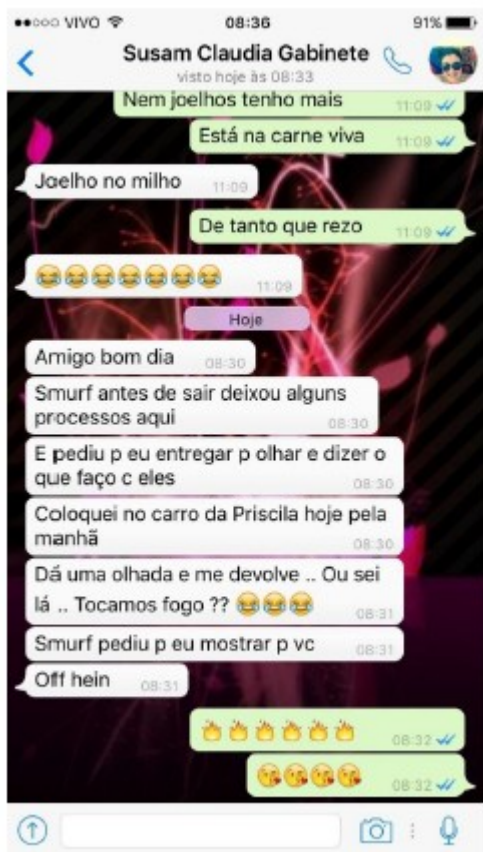 VIVO 08:36 91%
Susam Claudia Gabinete
visto hoje às 08:33
Nem joelhos tenho mais 11:09
Está na carne viva 11:09
Joelho no milho 11:09
De tanto que rezo 11:09
😂😂😂😂😂😂😂 11:09
Hoje
Amigo bom dia 08:30
Smurf antes de sair deixou alguns
processos aqui 08:30
E pediu p eu entregar p olhar e dizer o
que faço c eles 08:30
Coloquei no carro da Priscila hoje pela
manhã 08:30
Dá uma olhada e me devolve .. Ou sei
lá .. Tocamos fogo ?? 😂😂😂 08:31
Smurf pediu p eu mostrar p vc 08:31
Off hein 08:31
🔥🔥🔥🔥🔥🔥 08:32
😘😘😘😘 08:32